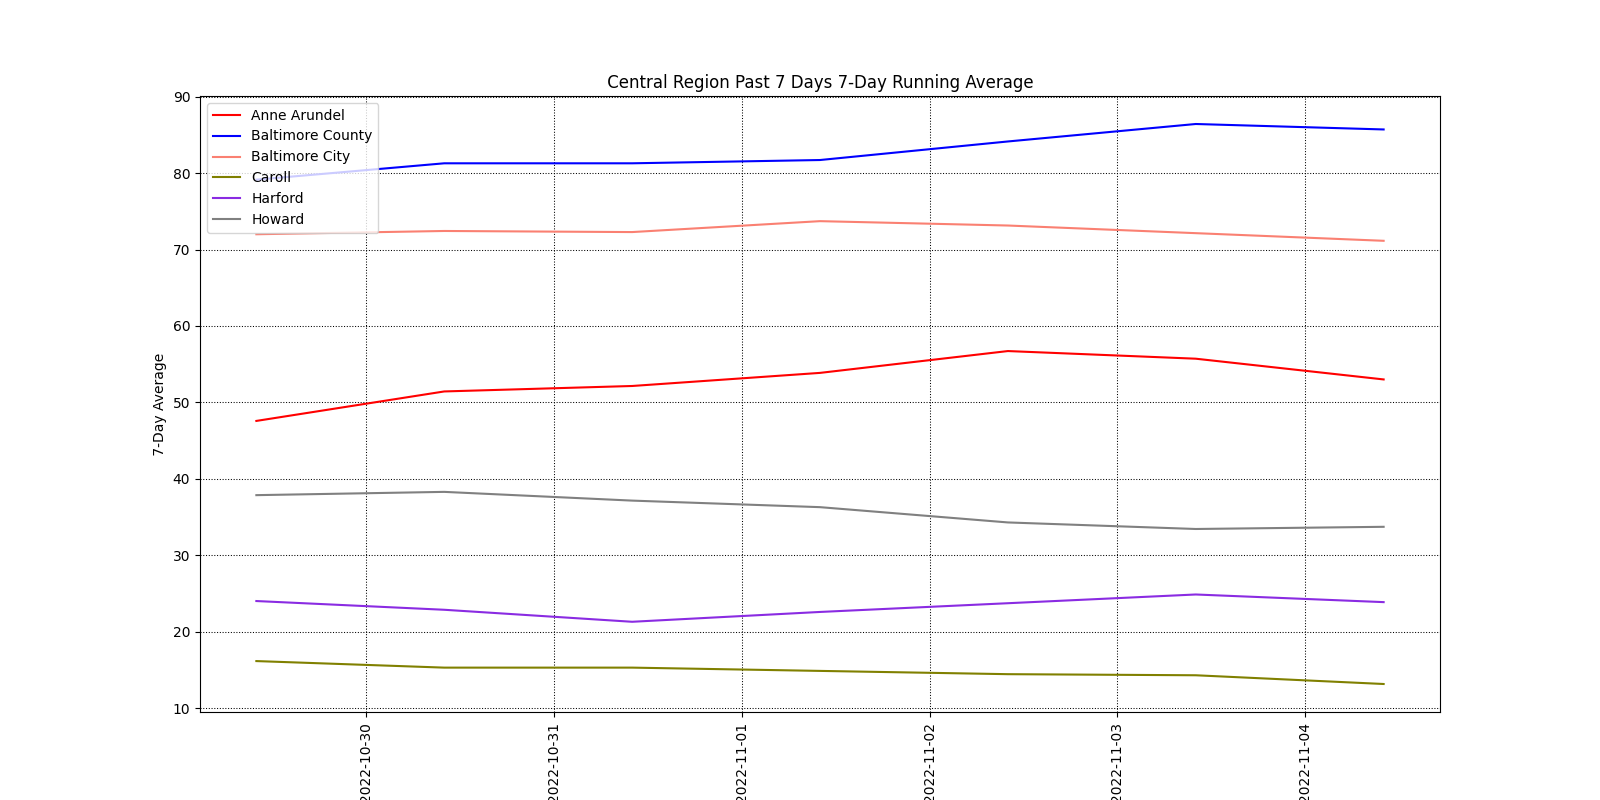 Central Region Past 7 Days 7-Day Running Average
90
80
70
60
50
40
30
20
10
7-Day Average
Anne Arundel
Baltimore County
Baltimore City
Caroll
Harford
Howard
2022-10-30
2022-10-31
2022-11-01
2022-11-02
2022-11-03
2022-11-04